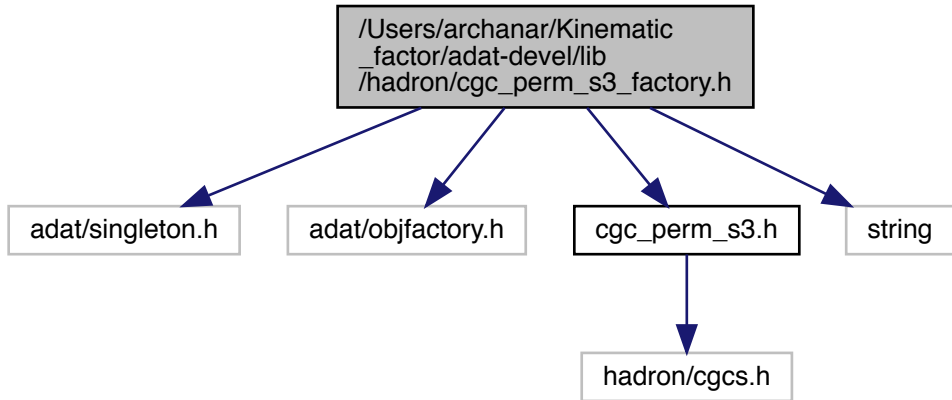 /Users/archanar/Kinematic
_factor/adat-devel/lib
/hadron/cgc_perm_s3_factory.h
adat/singleton.h
adat/objfactory.h
cgc_perm_s3.h
string
hadron/cgcs.h